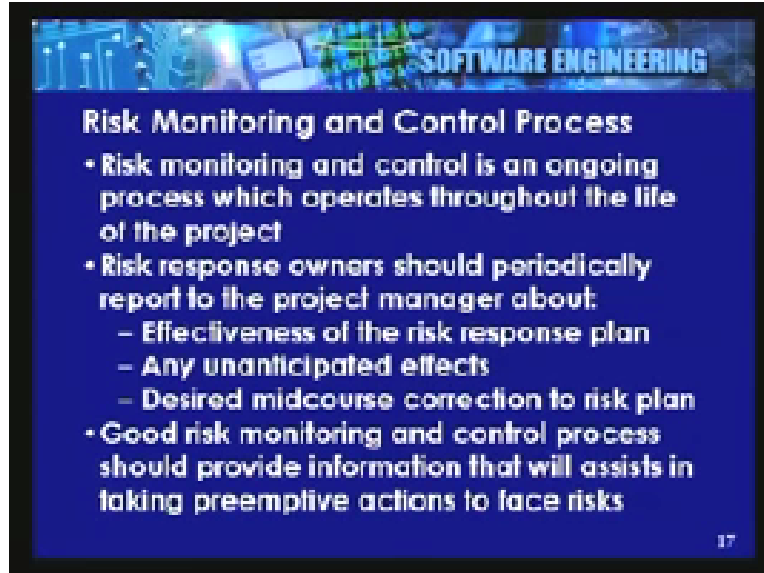 SOFTWARE ENGINEERING
Risk Monitoring and Control Process
• Risk monitoring and control is an ongoing
process which operates throughout the life
of the project
• Risk response owners should periodically
report to the project manager about:
– Effectiveness of the risk response plan
– Any unanticipated effects
– Desired midcourse correction to risk plan
• Good risk monitoring and control process
should provide information that will assists in
taking preemptive actions to face risks
17